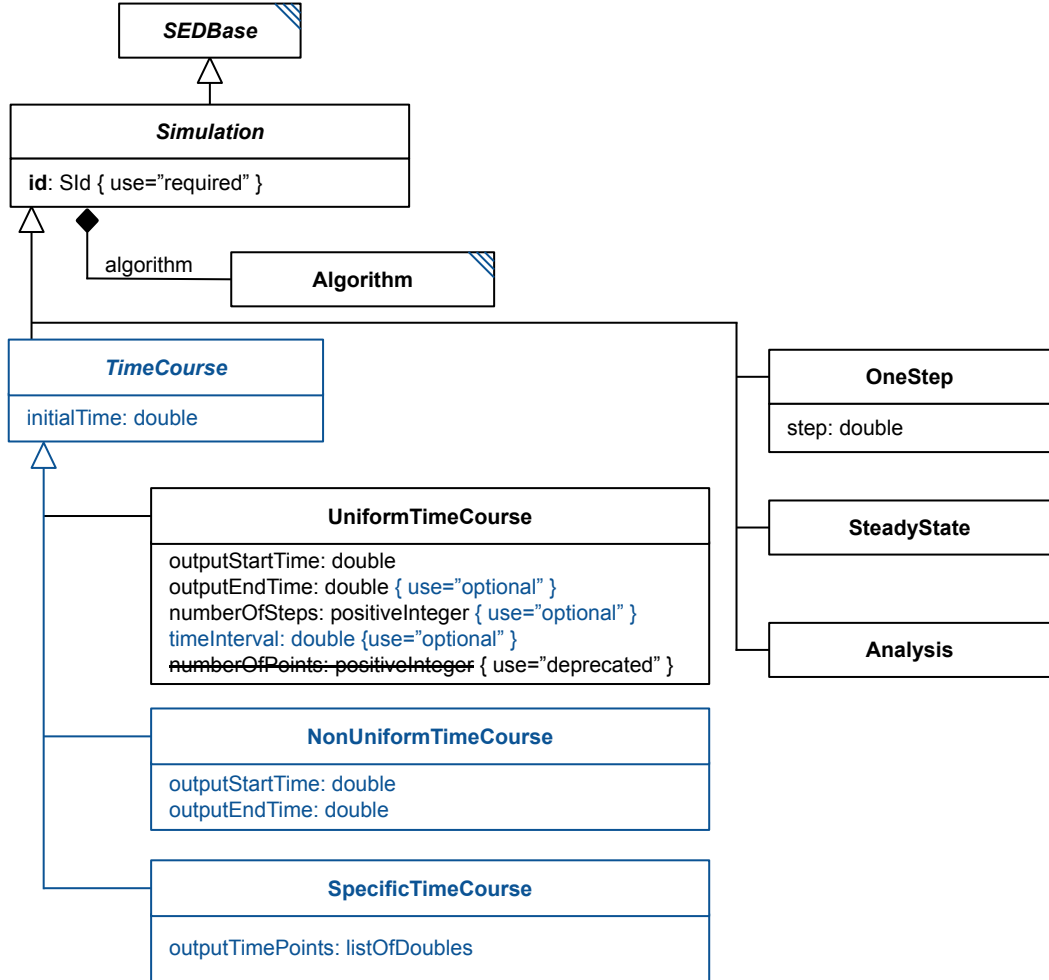 SEDBase
Simulation
id: SId { use=”required” }
algorithm
Algorithm
TimeCourse
initialTime: double
OneStep
step: double
UniformTimeCourse
outputStartTime: double
outputEndTime: double { use=”optional” }
numberOfSteps: positiveInteger { use=”optional” }
timeInterval: double {use=”optional” }
numberOfPoints: positiveInteger { use=”deprecated” }
SteadyState
Analysis
NonUniformTimeCourse
outputStartTime: double
outputEndTime: double
SpecificTimeCourse
outputTimePoints: listOfDoubles